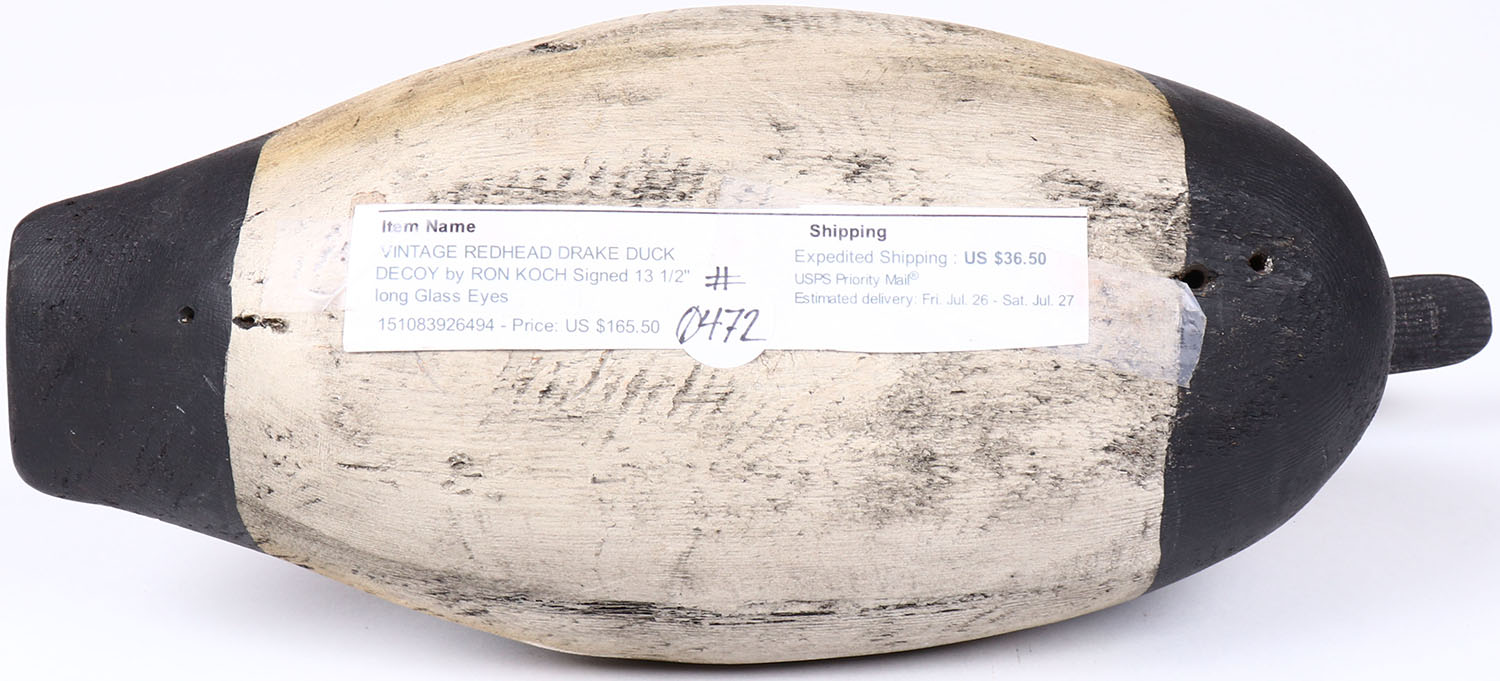 Item Name
VINTAGE REDHEAD DRAKE DUCK
DECOY by RON KOCH Signed 13 1/2"
long Glass Eyes
151083926494 - Price: US $165.50
#
0472
Shipping
Expedited Shipping : US $36.50
USPS Priority Mail®
Estimated delivery: Fri. Jul. 26 - Sat. Jul. 27